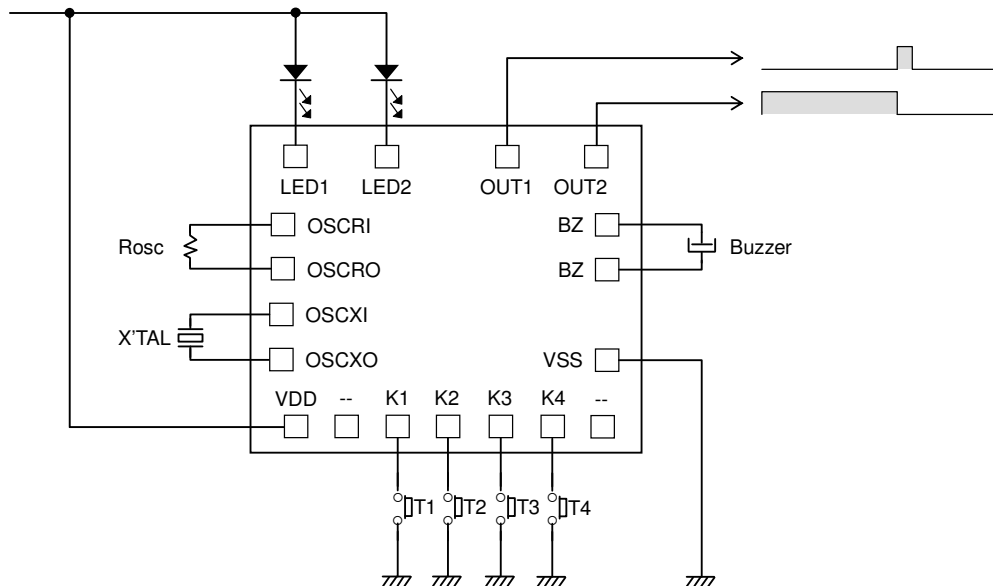 LED1 LED2 OUT1 OUT2
OSCRI BZ
Rosc Buzzer
OSCRO BZ
OSCXI
X'TAL
OSCXO VSS
VDD -- K1 K2 K3 K4 --
T1 T2 T3 T4